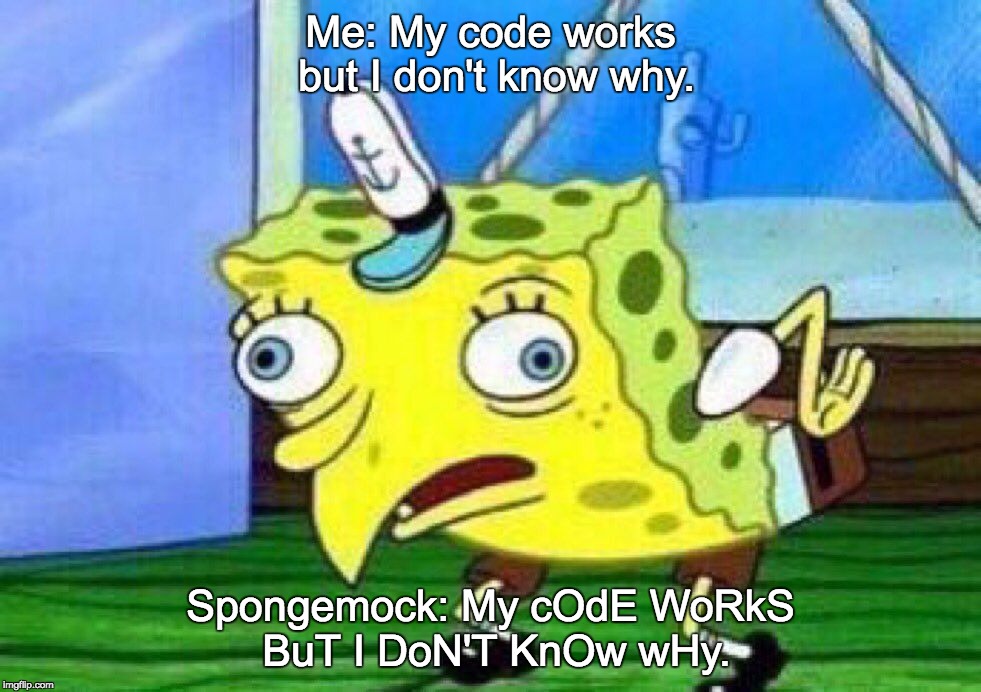 Me: My code works
but I don't know why.
Spongemock: My cOdE WoRkS
BuT I DoN'T KnOw wHy.
imgflip.com